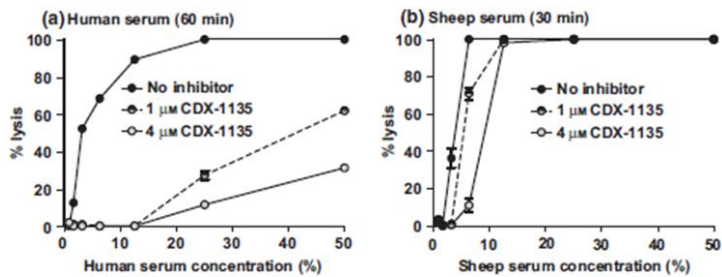 (a) Human serum (60 min)
% lysis
100
80
60
40
20
0
No inhibitor
1 μM CDX-1135
4 μM CDX-1135
0 10 20 30 40 50
Human serum concentration (%)
(b) Sheep serum (30 min)
% lysis
100
80
60
40
20
0
No inhibitor
1 μM CDX-1135
4 μM CDX-1135
0 10 20 30 40 50
Sheep serum concentration (%)